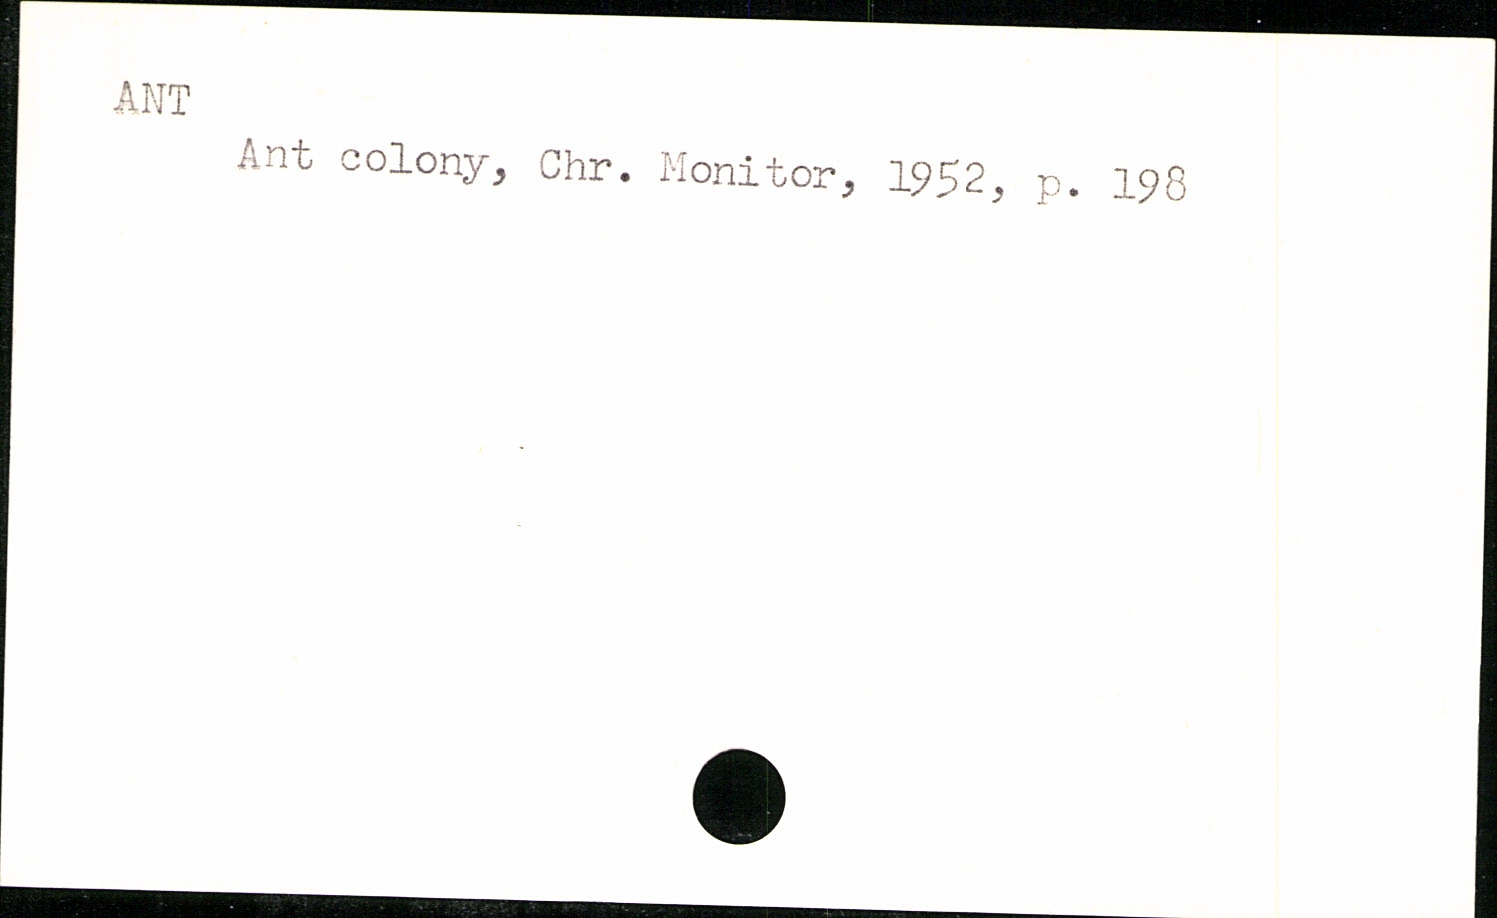 ANT
Ant colony, Chr. Monitor, 1952, p. 198